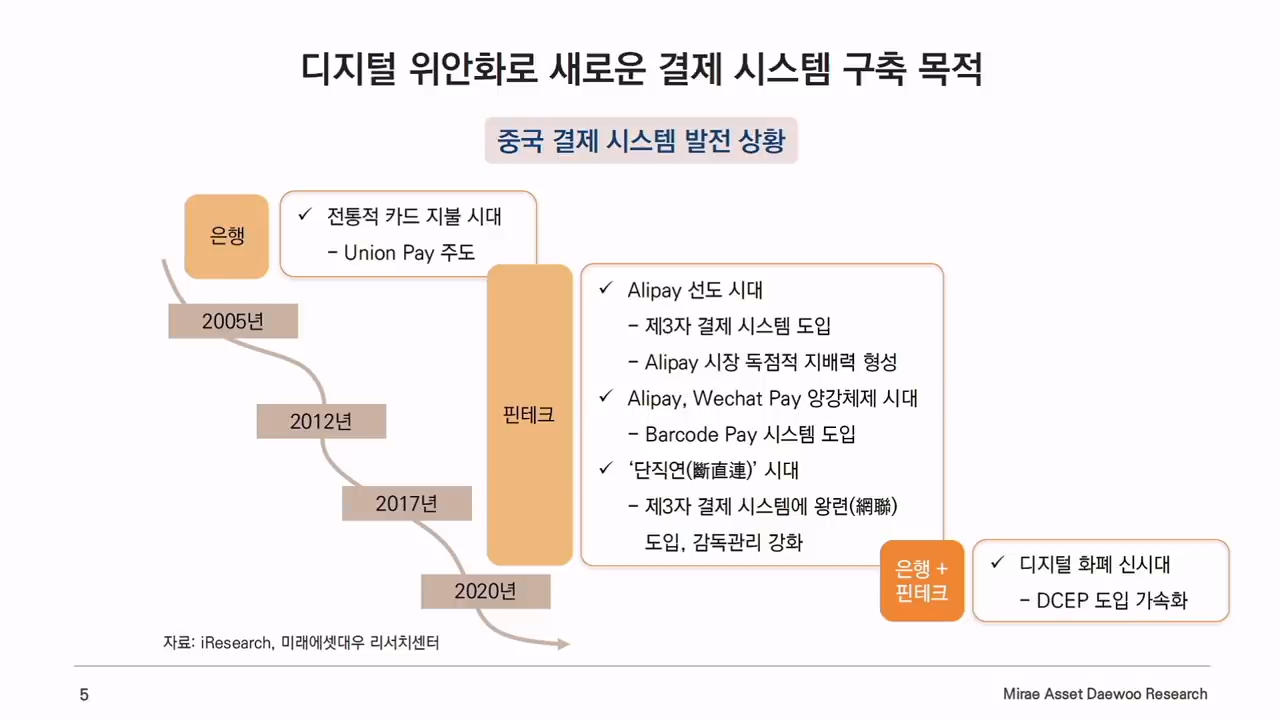 디지털 위안화로 새로운 결제 시스템 구축 목적
중국 결제 시스템 발전 상황
은행
✓ 전통적 카드 지불 시대
– Union Pay 주도
2005년
2012년
2017년
2020년
핀테크
✓ Alipay 선도 시대
– 제3자 결제 시스템 도입
– Alipay 시장 독점적 지배력 형성
✓ Alipay, Wechat Pay 양강체제 시대
– Barcode Pay 시스템 도입
✓ ‘단직연(斷直連)’ 시대
– 제3자 결제 시스템에 왕련(網聯)
도입, 감독관리 강화
은행 +
핀테크
✓ 디지털 화폐 신시대
– DCEP 도입 가속화
자료: iResearch, 미래에셋대우 리서치센터
5
Mirae Asset Daewoo Research